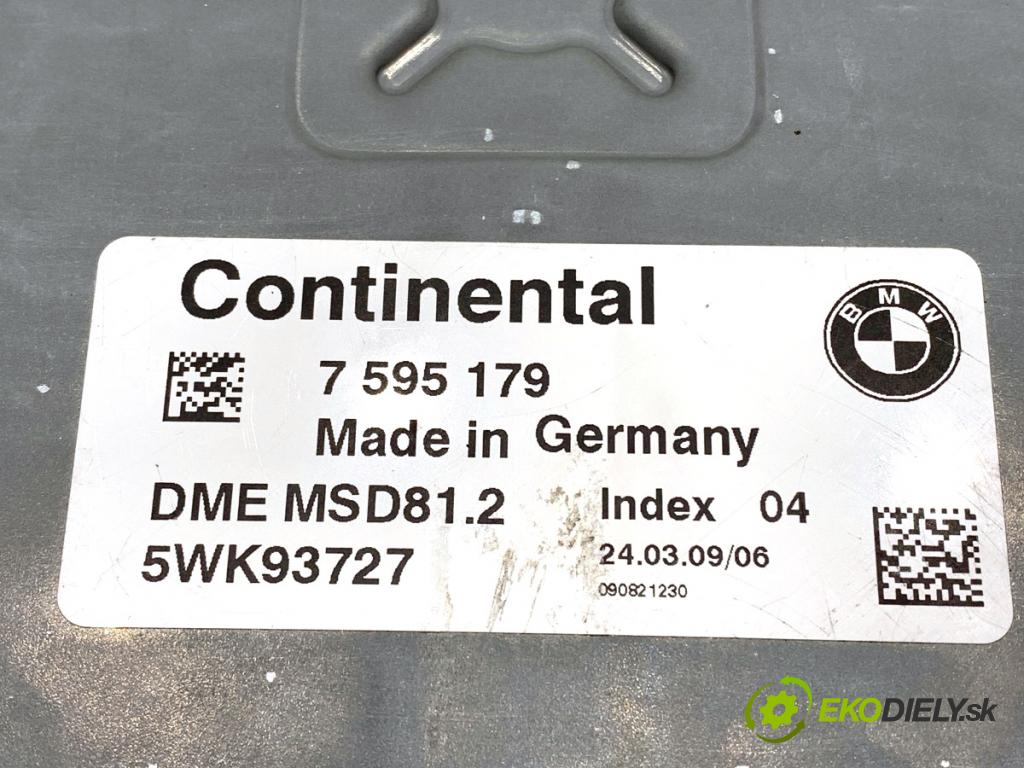 Continental
BMW
7 595 179
Made in Germany
DME MSD81.2 Index 04
5WK93727 24.03.09/06
090821230
EKODIELY.sk